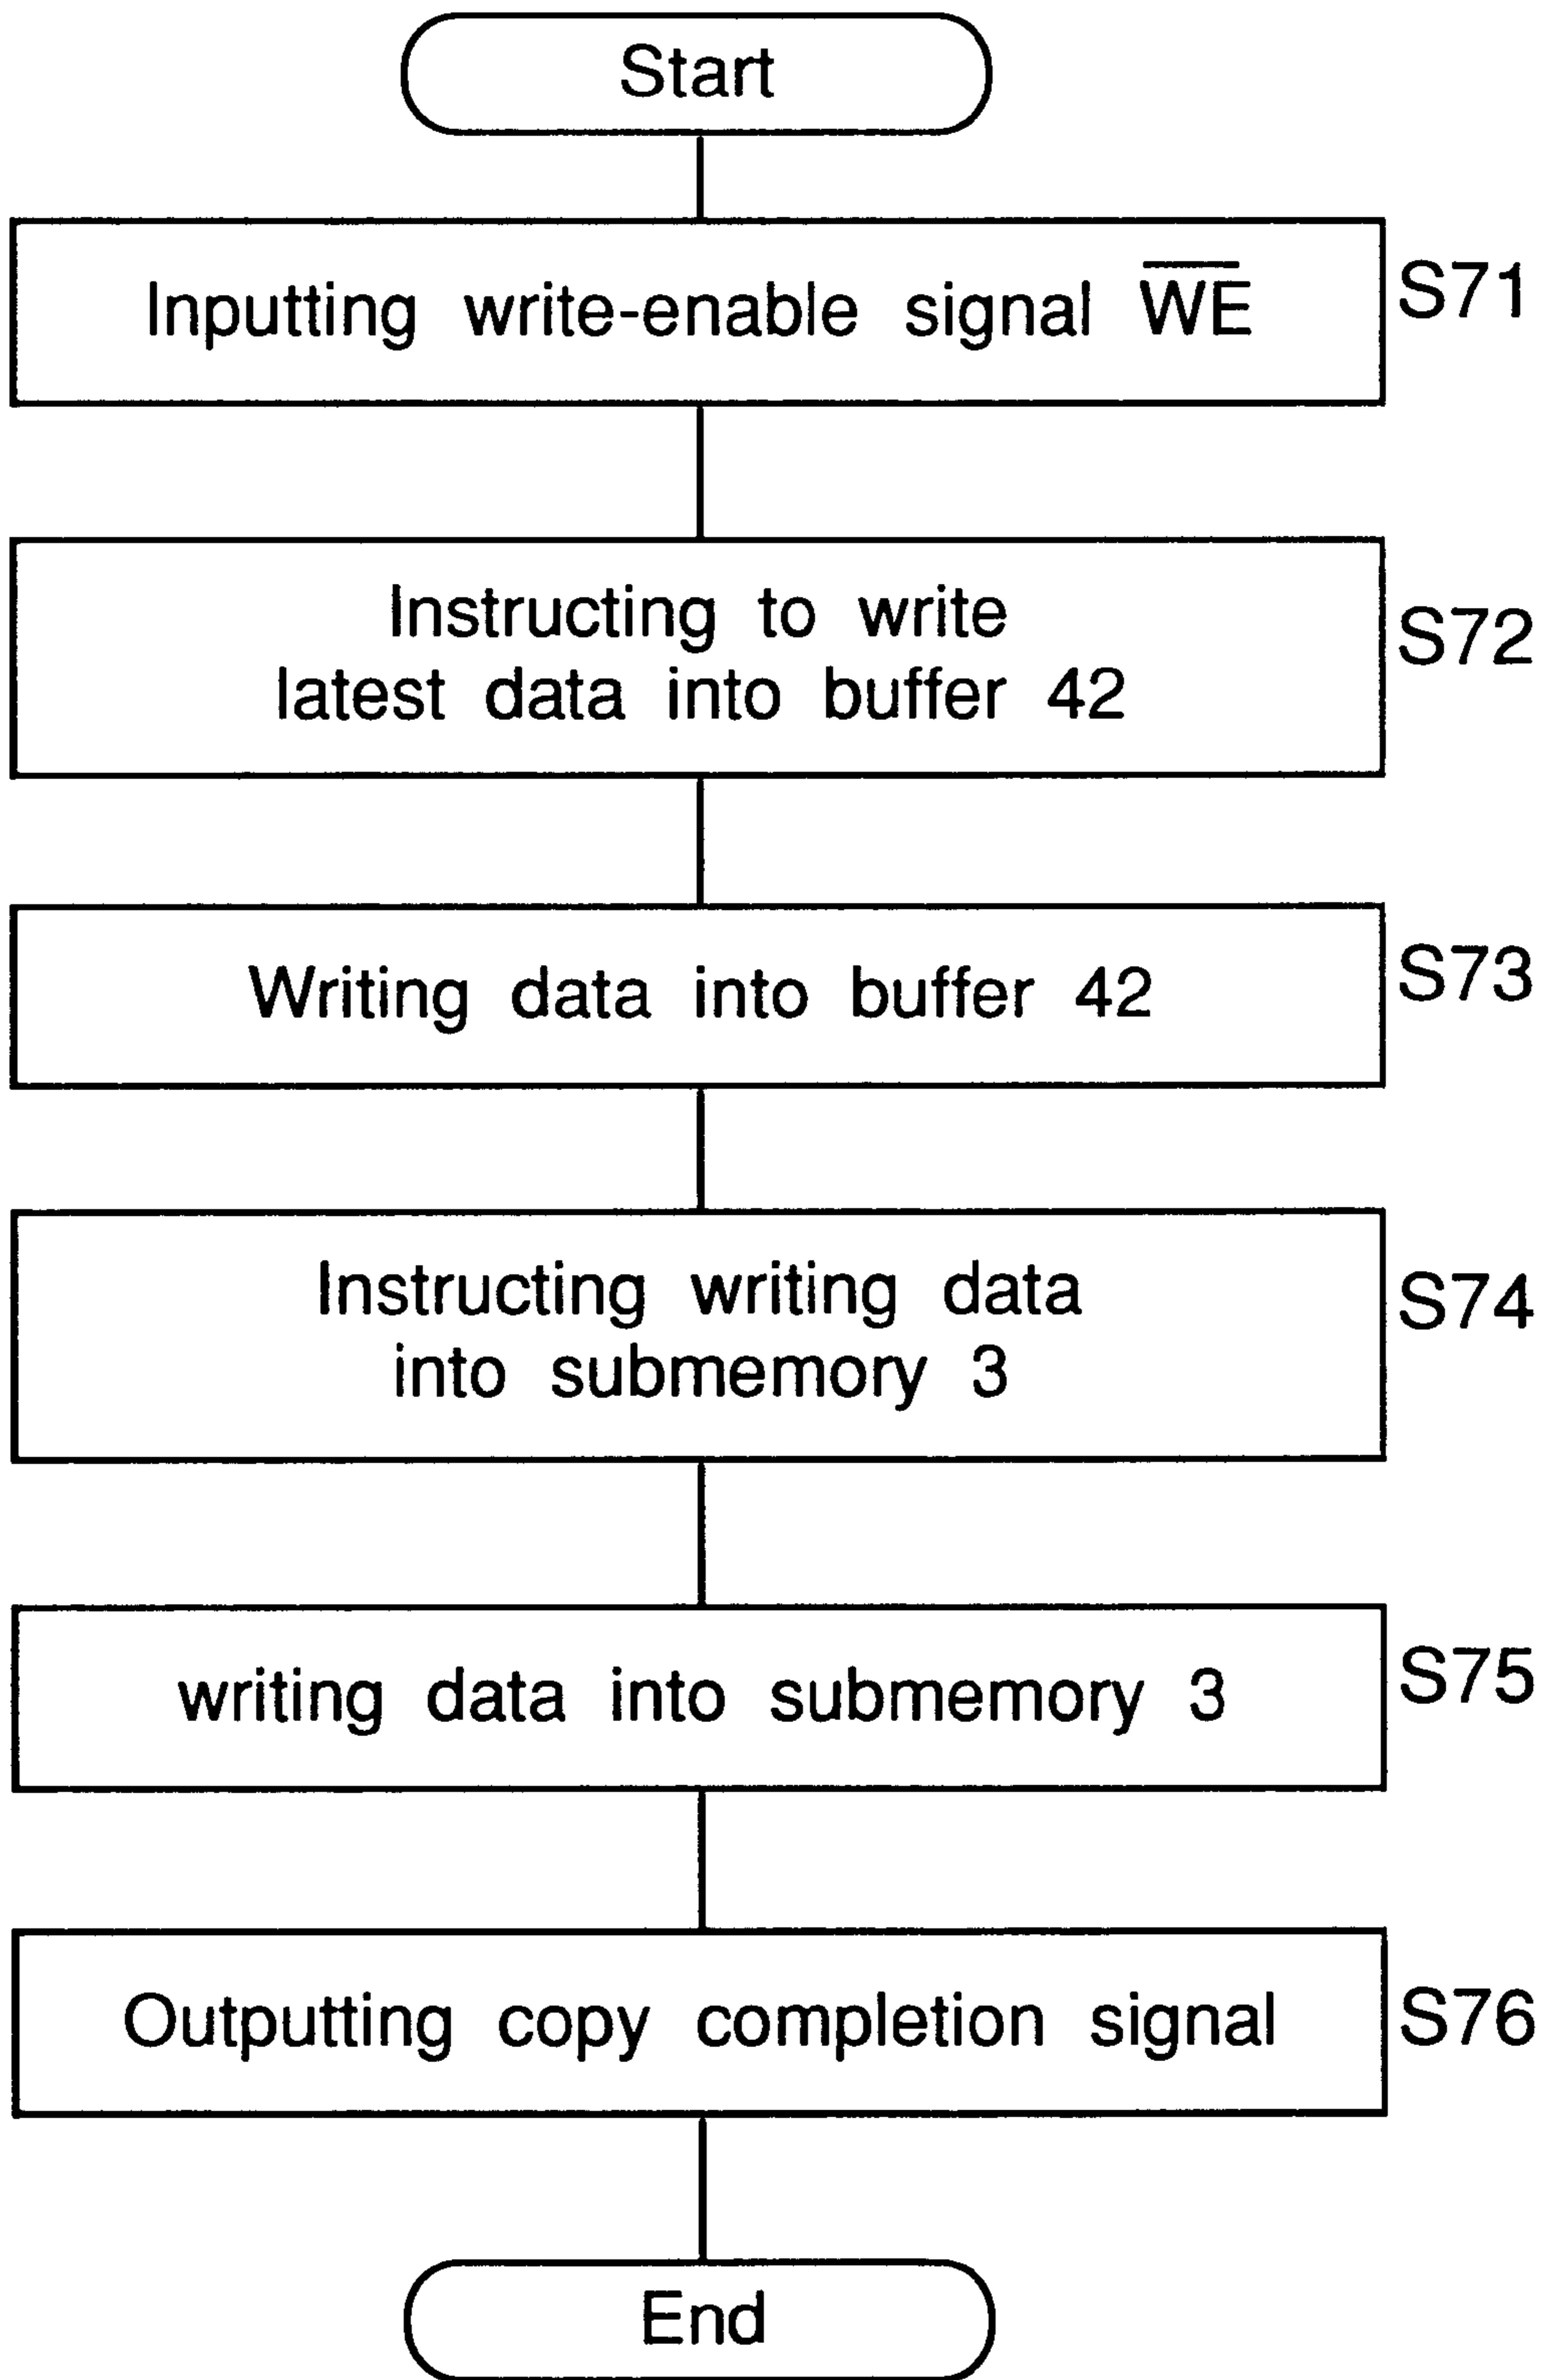 Start
Inputting write-enable signal W̅E̅ S71
Instructing to write
latest data into buffer 42 S72
Writing data into buffer 42 S73
Instructing writing data
into submemory 3 S74
writing data into submemory 3 S75
Outputting copy completion signal S76
End